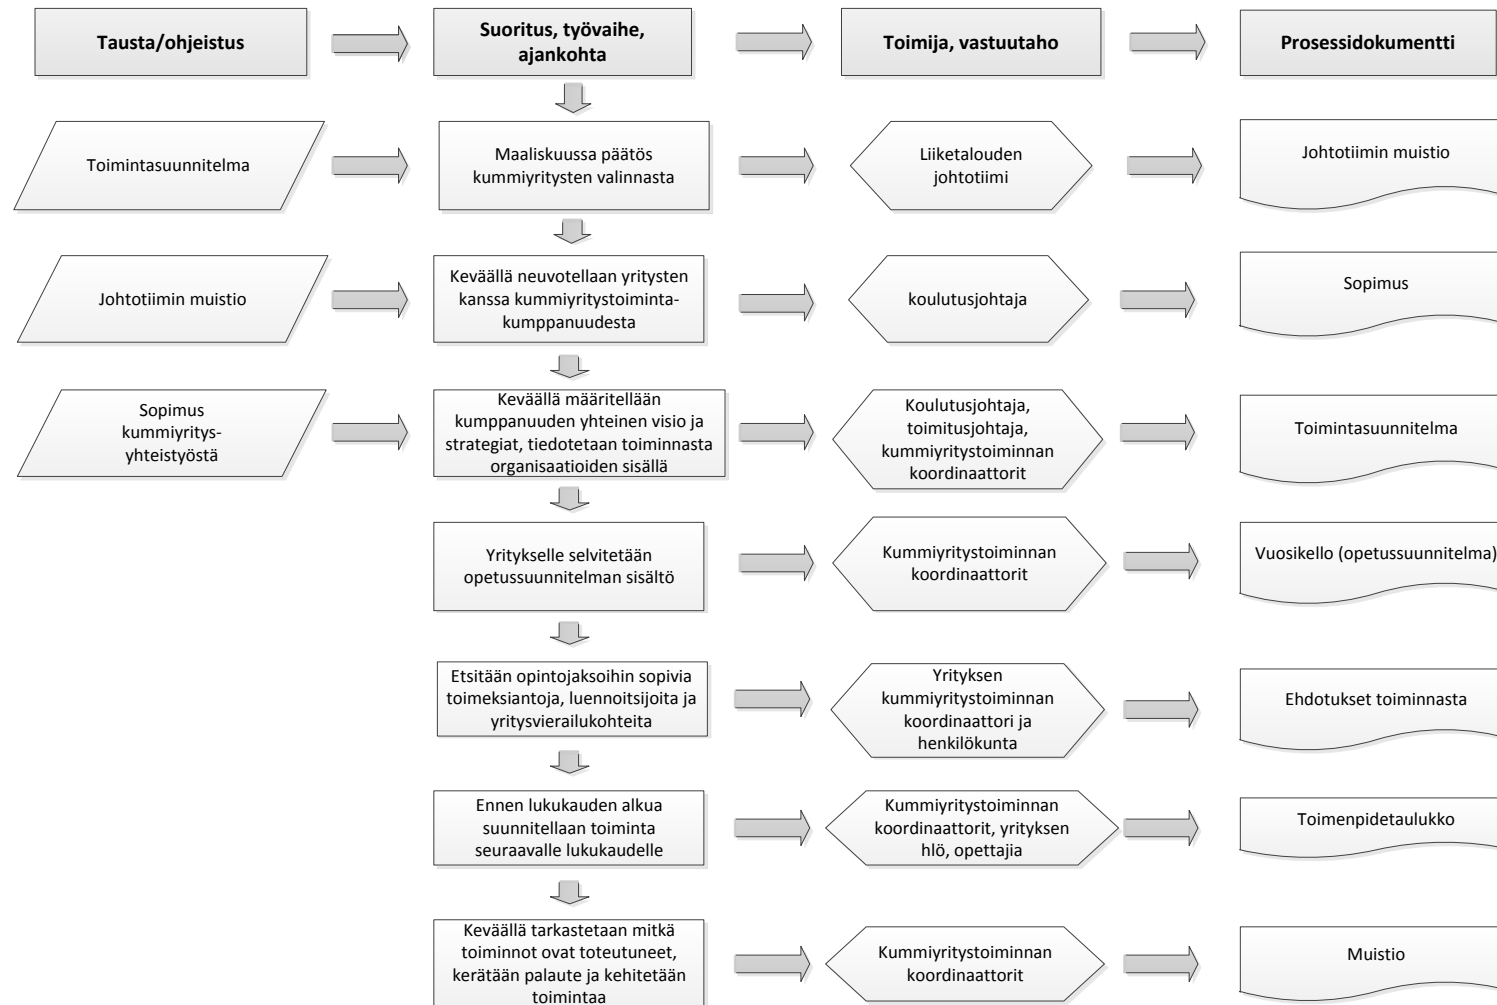 Tausta/ohjeistus
Suoritus, työvaihe,
ajankohta
Toimija, vastuutaho
Prosessidokumentti
Toimintasuunnitelma
Maaliskuussa päätös
kummiyritysten valinnasta
Liiketalouden
johtotiimi
Johtotiimin muistio
Johtotiimin muistio
Keväällä neuvotellaan yritysten
kanssa kummiyritystoiminta-
kumppanuudesta
koulutusjohtaja
Sopimus
Sopimus
kummiyritys-
yhteistyöstä
Keväällä määritellään
kumppanuuden yhteinen visio ja
strategiat, tiedotetaan toiminnasta
organisaatioiden sisällä
Koulutusjohtaja,
toimitusjohtaja,
kummiyritystoiminnan
koordinaattorit
Toimintasuunnitelma
Yritykselle selvitetään
opetussuunnitelman sisältö
Kummiyritystoiminnan
koordinaattorit
Vuosikello (opetussuunnitelma)
Etsitään opintojaksoihin sopivia
toimeksiantoja, luennoitsijoita ja
yritysvierailukohteita
Yrityksen
kummiyritystoiminnan
koordinaattori ja
henkilökunta
Ehdotukset toiminnasta
Ennen lukukauden alkua
suunnitellaan toiminta
seuraavalle lukukaudelle
Kummiyritystoiminnan
koordinaattorit, yrityksen
hlö, opettajia
Toimenpidetaulukko
Keväällä tarkastetaan mitkä
toiminnot ovat toteutuneet,
kerätään palaute ja kehitetään
toimintaa
Kummiyritystoiminnan
koordinaattorit
Muistio